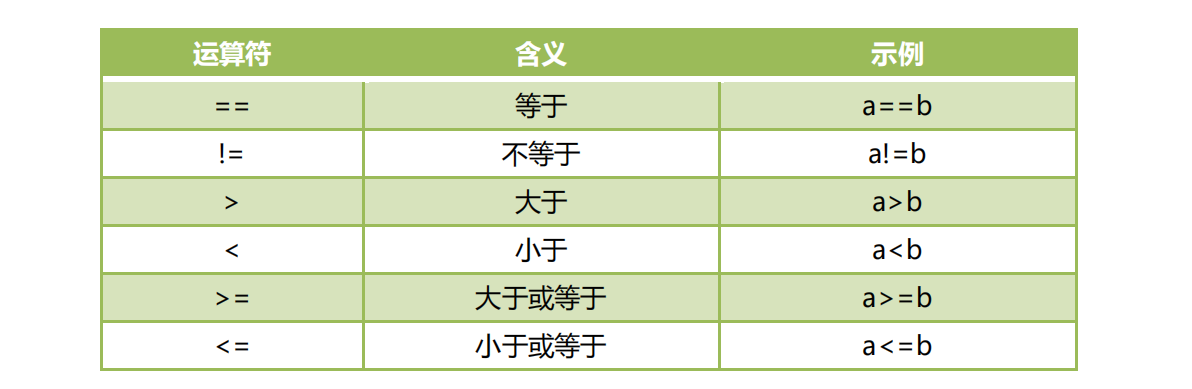 运算符 含义 示例
== 等于 a==b
!= 不等于 a!=b
> 大于 a>b
< 小于 a<b
>= 大于或等于 a>=b
<= 小于或等于 a<=b